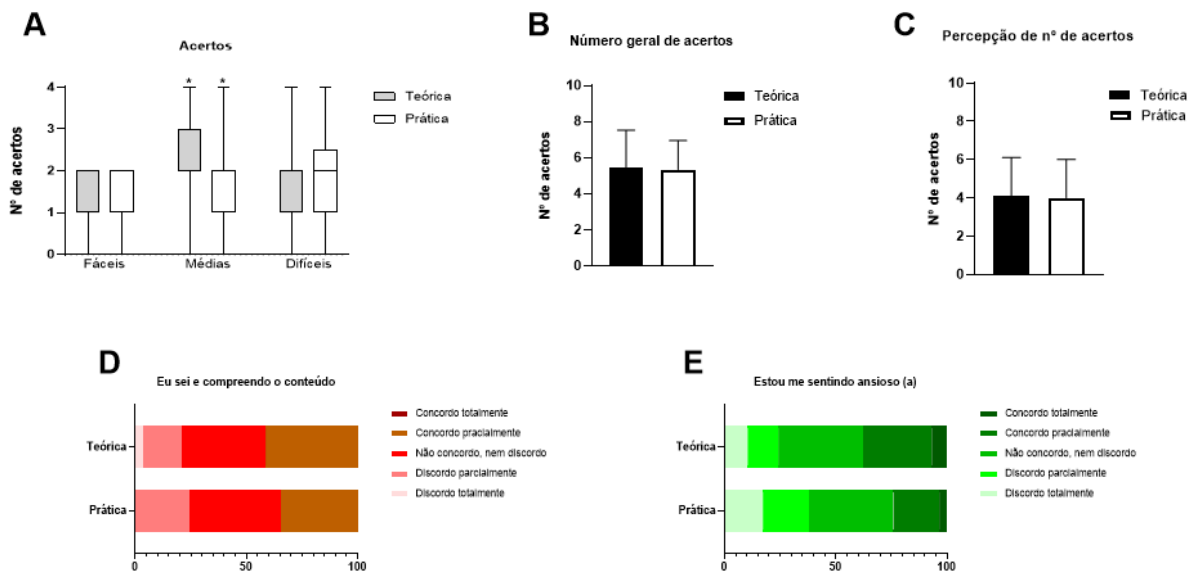 A
Acertos
Nº de acertos
4
3
2
1
0
* *
Fáceis Médias Difíceis
Teórica
Prática
B
Número geral de acertos
Nº de acertos
10
8
6
4
2
0
Teórica
Prática
C
Percepção de nº de acertos
Nº de acertos
10
8
6
4
2
0
Teórica
Prática
D
Eu sei e compreendo o conteúdo
Teórica
Prática
0 50 100
Concordo totalmente
Concordo pracialmente
Não concordo, nem discordo
Discordo parcialmente
Discordo totalmente
E
Estou me sentindo ansioso (a)
Teórica
Prática
0 50 100
Concordo totalmente
Concordo pracialmente
Não concordo, nem discordo
Discordo parcialmente
Discordo totalmente